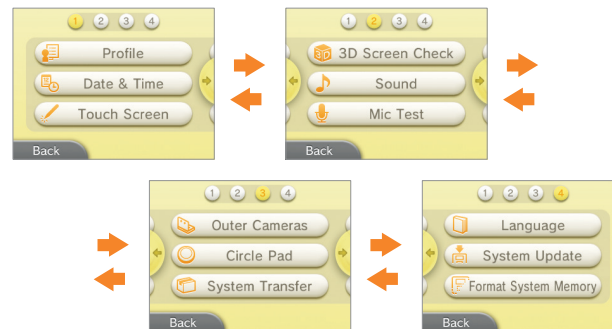 1 2 3 4
Profile
Date & Time
Touch Screen
Back
1 2 3 4
3D Screen Check
Sound
Mic Test
Back
1 2 3 4
Outer Cameras
Circle Pad
System Transfer
Back
1 2 3 4
Language
System Update
Format System Memory
Back